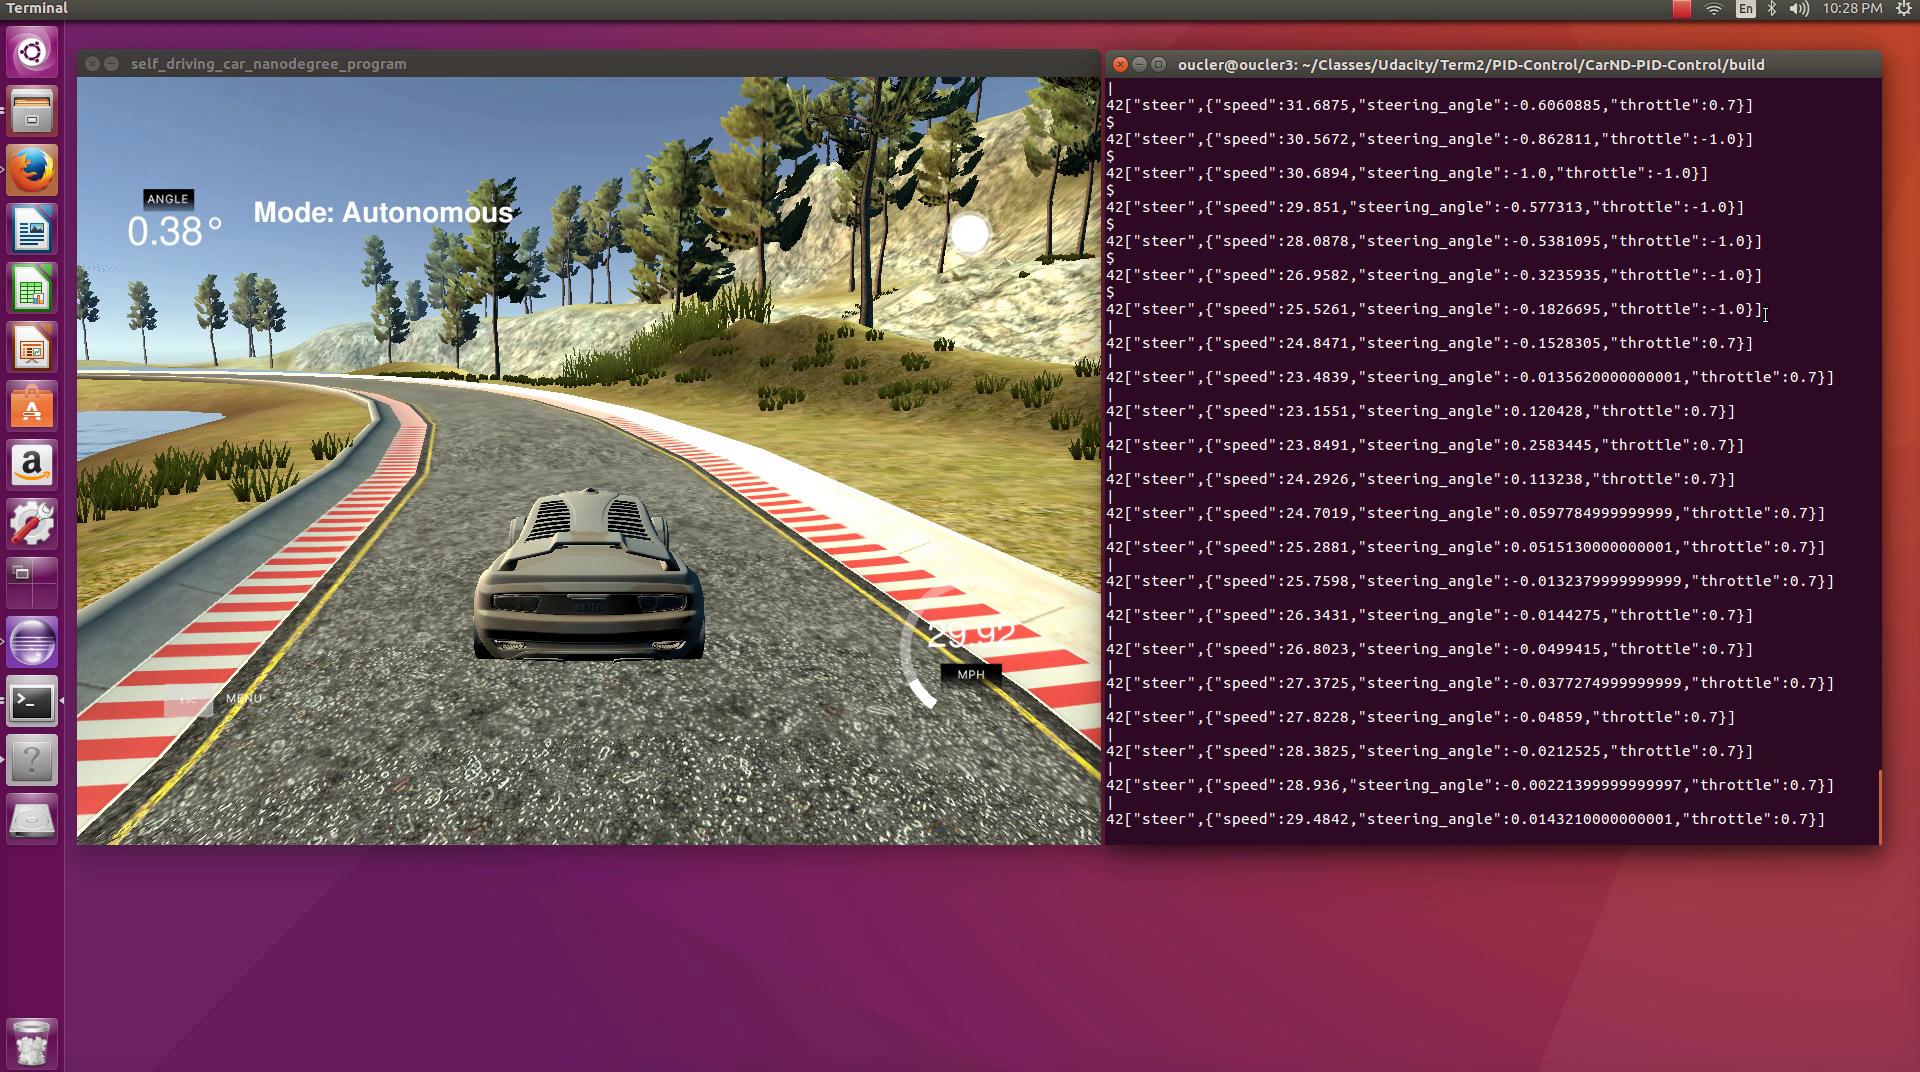 Terminal
En
10:28 PM
self_driving_car_nanodegree_program
ANGLE
0.38°
Mode: Autonomous
29.92
MPH
ESC
MENU
a
oucler@oucler3: ~/Classes/Udacity/Term2/PID-Control/CarND-PID-Control/build
|
42["steer",{"speed":31.6875,"steering_angle":-0.6060885,"throttle":0.7}]
$
42["steer",{"speed":30.5672,"steering_angle":-0.862811,"throttle":-1.0}]
$
42["steer",{"speed":30.6894,"steering_angle":-1.0,"throttle":-1.0}]
$
42["steer",{"speed":29.851,"steering_angle":-0.577313,"throttle":-1.0}]
$
42["steer",{"speed":28.0878,"steering_angle":-0.5381095,"throttle":-1.0}]
$
42["steer",{"speed":26.9582,"steering_angle":-0.3235935,"throttle":-1.0}]
$
42["steer",{"speed":25.5261,"steering_angle":-0.1826695,"throttle":-1.0}]
|
42["steer",{"speed":24.8471,"steering_angle":-0.1528305,"throttle":0.7}]
|
42["steer",{"speed":23.4839,"steering_angle":-0.0135620000000001,"throttle":0.7}]
|
42["steer",{"speed":23.1551,"steering_angle":0.120428,"throttle":0.7}]
|
42["steer",{"speed":23.8491,"steering_angle":0.2583445,"throttle":0.7}]
|
42["steer",{"speed":24.2926,"steering_angle":0.113238,"throttle":0.7}]
|
42["steer",{"speed":24.7019,"steering_angle":0.0597784999999999,"throttle":0.7}]
|
42["steer",{"speed":25.2881,"steering_angle":0.0515130000000001,"throttle":0.7}]
|
42["steer",{"speed":25.7598,"steering_angle":-0.0132379999999999,"throttle":0.7}]
|
42["steer",{"speed":26.3431,"steering_angle":-0.0144275,"throttle":0.7}]
|
42["steer",{"speed":26.8023,"steering_angle":-0.0499415,"throttle":0.7}]
|
42["steer",{"speed":27.3725,"steering_angle":-0.0377274999999999,"throttle":0.7}]
|
42["steer",{"speed":27.8228,"steering_angle":-0.04859,"throttle":0.7}]
|
42["steer",{"speed":28.3825,"steering_angle":-0.0212525,"throttle":0.7}]
|
42["steer",{"speed":28.936,"steering_angle":-0.00221399999999997,"throttle":0.7}]
|
42["steer",{"speed":29.4842,"steering_angle":0.0143210000000001,"throttle":0.7}]